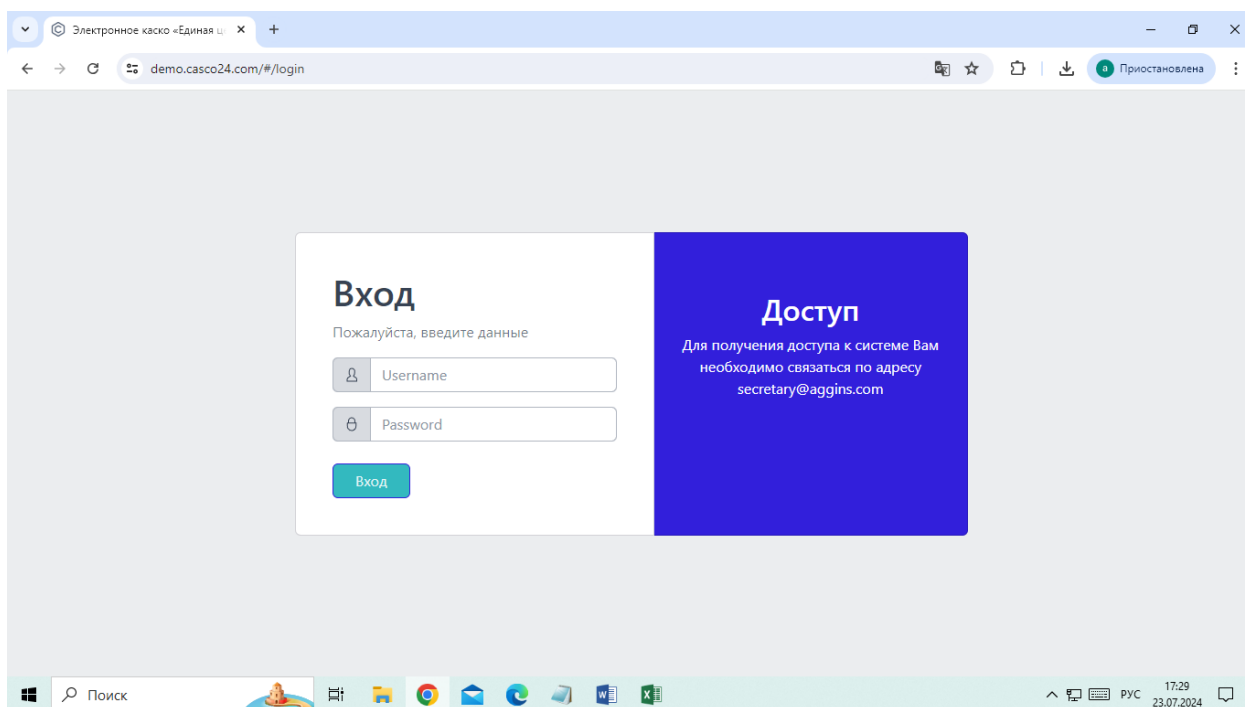 Электронное каско «Единая ц
Приостановлена
demo.casco24.com/#/login
а
Вход
Пожалуйста, введите данные
Username
Password
Вход
Доступ
Для получения доступа к системе Вам
необходимо связаться по адресу
secretary@aggins.com
Поиск
РУС
17:29
23.07.2024